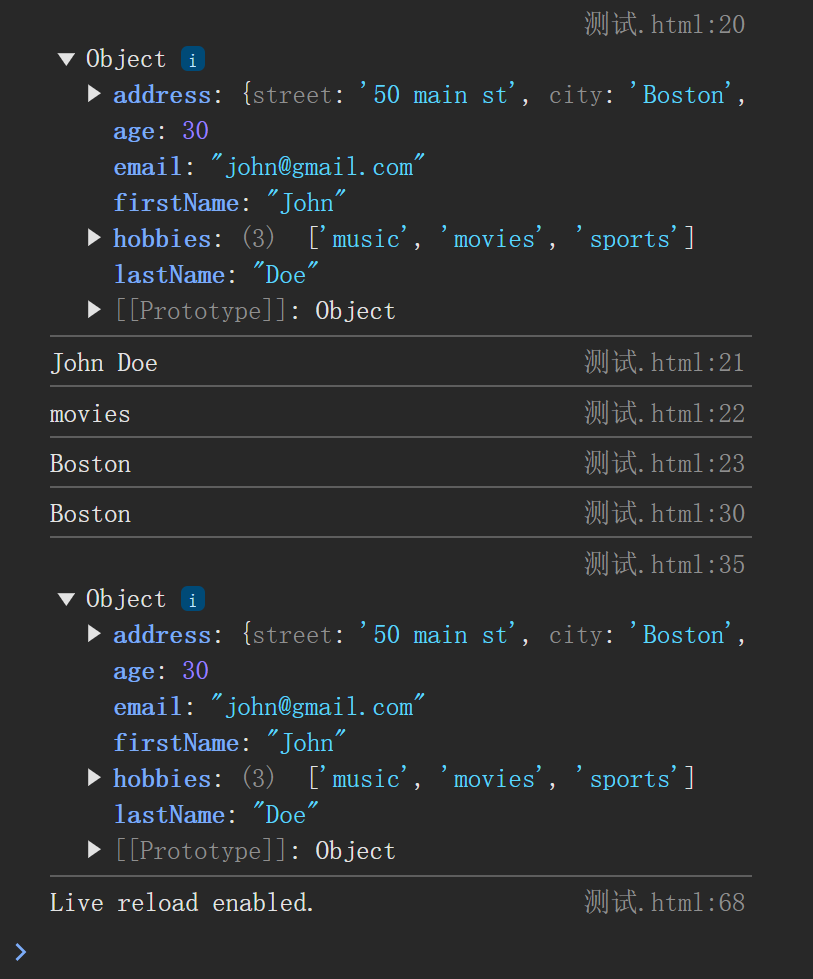 测试.html:20
▼ Object i
▶ address: {street: '50 main st', city: 'Boston',
age: 30
email: "john@gmail.com"
firstName: "John"
▶ hobbies: (3) ['music', 'movies', 'sports']
lastName: "Doe"
▶ [[Prototype]]: Object
John Doe 测试.html:21
movies 测试.html:22
Boston 测试.html:23
Boston 测试.html:30
测试.html:35
▼ Object i
▶ address: {street: '50 main st', city: 'Boston',
age: 30
email: "john@gmail.com"
firstName: "John"
▶ hobbies: (3) ['music', 'movies', 'sports']
lastName: "Doe"
▶ [[Prototype]]: Object
Live reload enabled. 测试.html:68